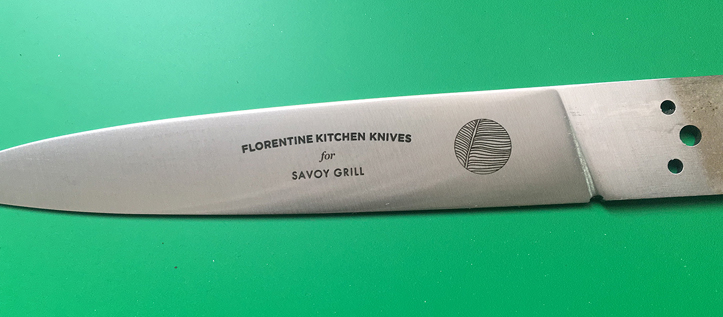 FLORENTINE KITCHEN KNIVES
for
SAVOY GRILL